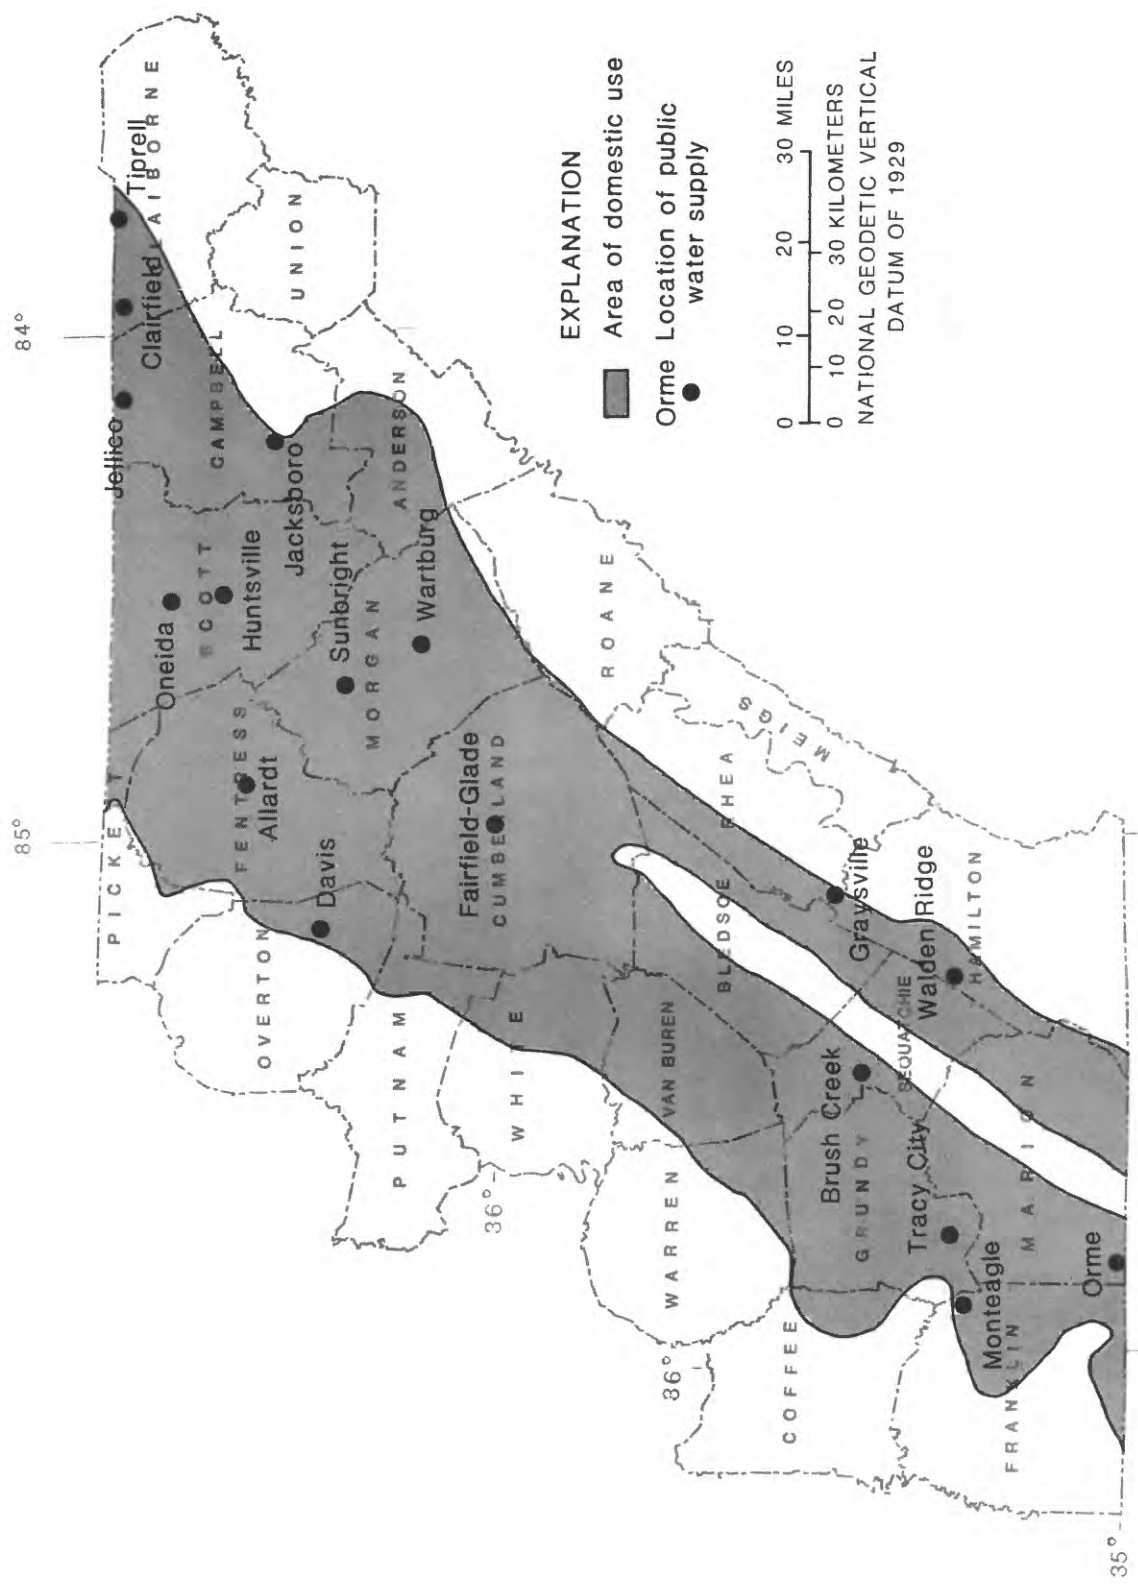 84°
85°
86°
36°
35°
PICKETT
OVERTON
FENTRESS
SCOTT
CAMPBELL
CLAIBORNE
UNION
ANDERSON
MORGAN
PUTNAM
CUMBERLAND
WHITE
ROANE
MEIGS
RHEA
BLEDSOE
VAN BUREN
WARREN
COFFEE
GRUNDY
SEQUATCHIE
HAMILTON
MARION
FRANKLIN
Tiprell
Clairfield
Jellico
Oneida
Huntsville
Jacksboro
Sunbright
Wartburg
Allardt
Davis
Fairfield-Glade
Graysville
Walden Ridge
Brush Creek
Tracy City
Monteagle
Orme
EXPLANATION
Area of domestic use
Orme Location of public
water supply
0 10 20 30 MILES
0 10 20 30 KILOMETERS
NATIONAL GEODETIC VERTICAL
DATUM OF 1929